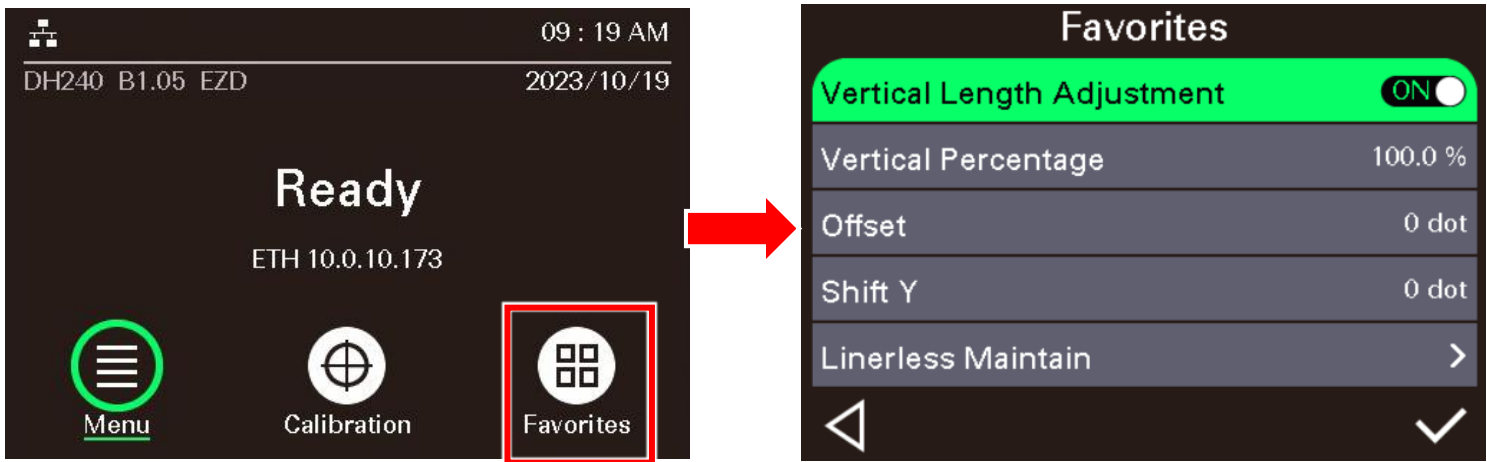 09 : 19 AM
DH240 B1.05 EZD 2023/10/19
Ready
ETH 10.0.10.173
Menu Calibration Favorites
Favorites
Vertical Length Adjustment ON
Vertical Percentage 100.0 %
Offset 0 dot
Shift Y 0 dot
Linerless Maintain